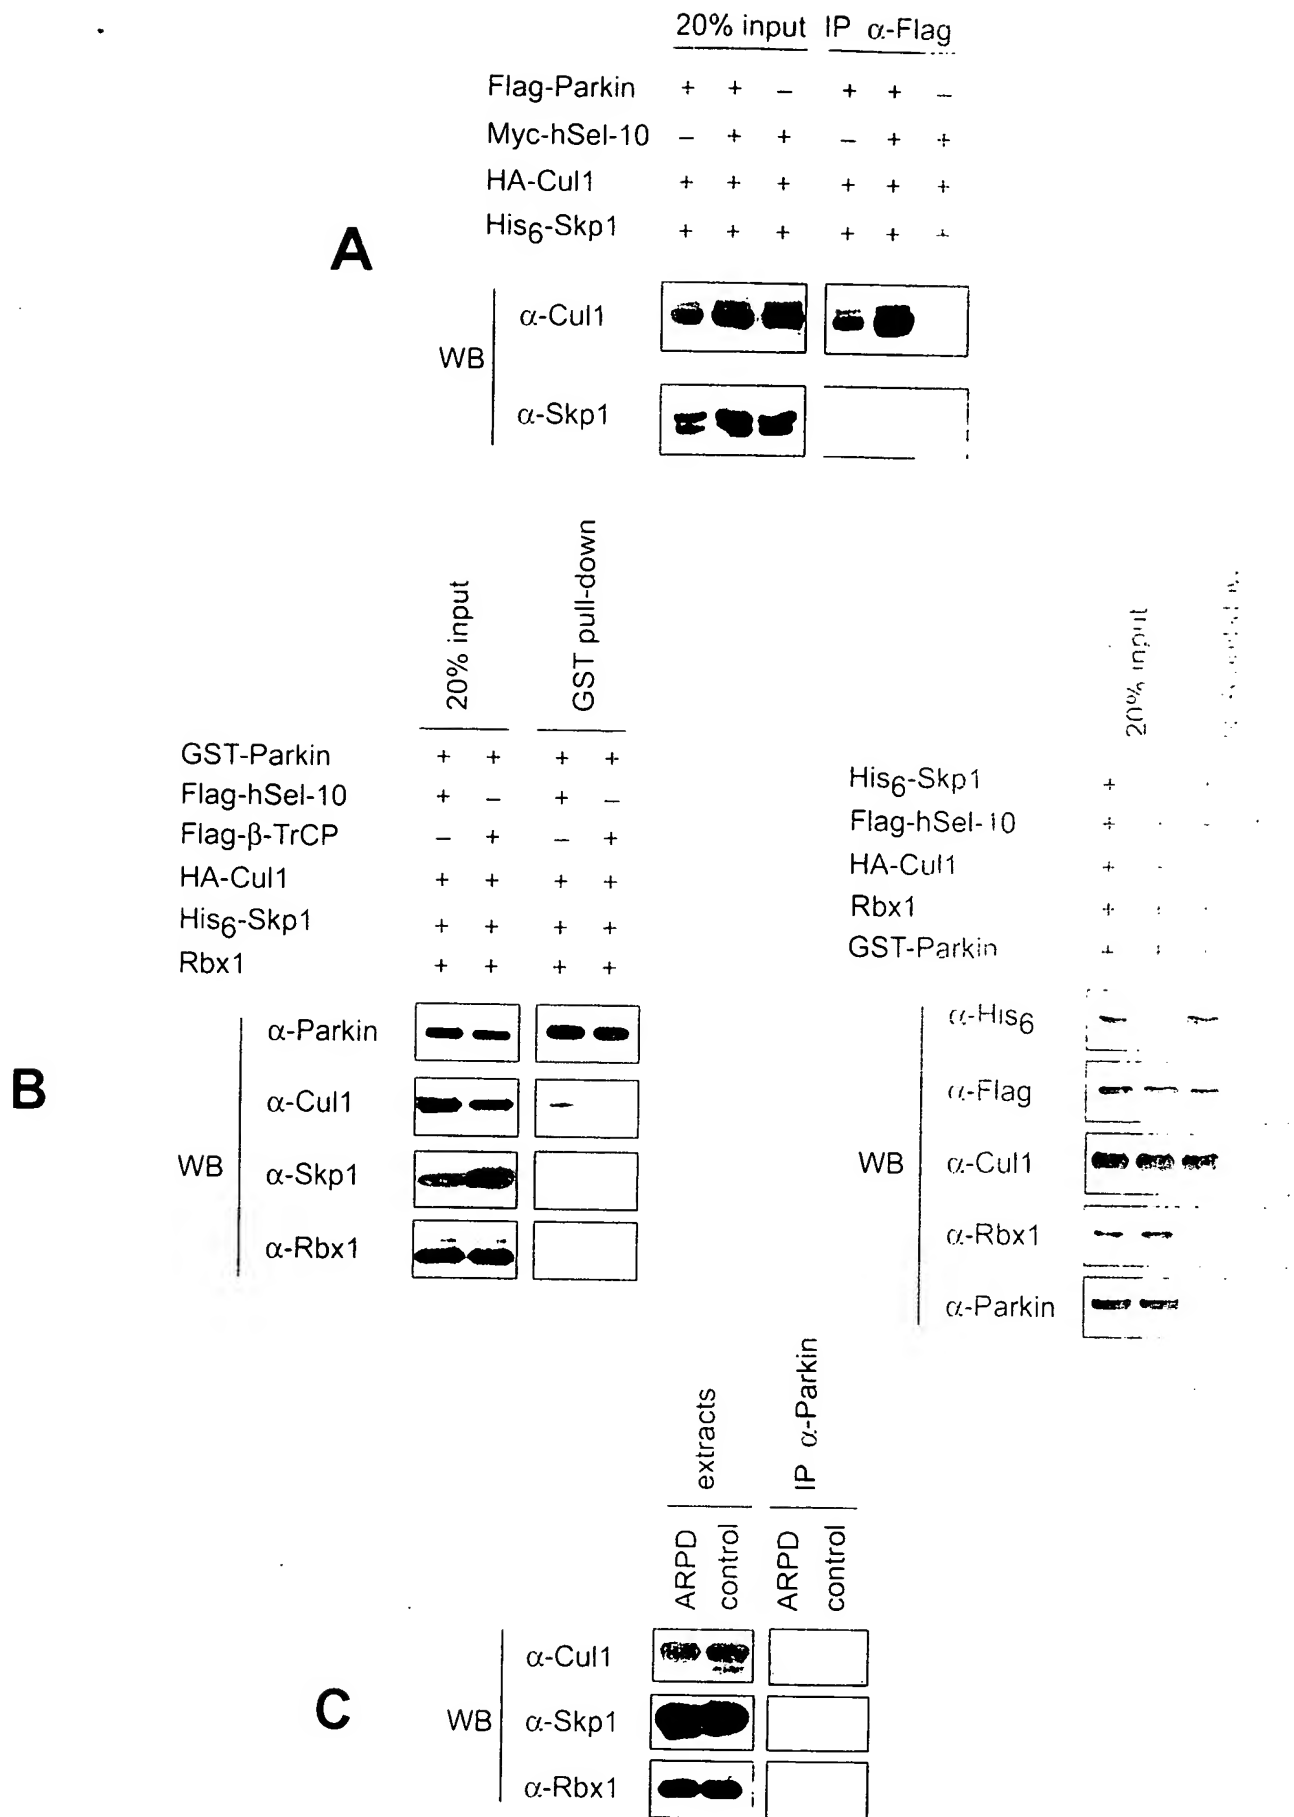 20% input IP α-Flag
Flag-Parkin + + – + + –
Myc-hSel-10 – + + – + +
HA-Cul1 + + + + + +
His6-Skp1 + + + + + +
A
WB
α-Cul1
α-Skp1
20% input
GST pull-down
GST-Parkin + + + +
Flag-hSel-10 + – + –
Flag-β-TrCP – + – +
HA-Cul1 + + + +
His6-Skp1 + + + +
Rbx1 + + + +
B
WB
α-Parkin
α-Cul1
α-Skp1
α-Rbx1
20% input
His6-Skp1 +
Flag-hSel-10 +
HA-Cul1 +
Rbx1 +
GST-Parkin +
WB
α-His6
α-Flag
α-Cul1
α-Rbx1
α-Parkin
extracts
IP α-Parkin
ARPD
control
ARPD
control
C
WB
α-Cul1
α-Skp1
α-Rbx1